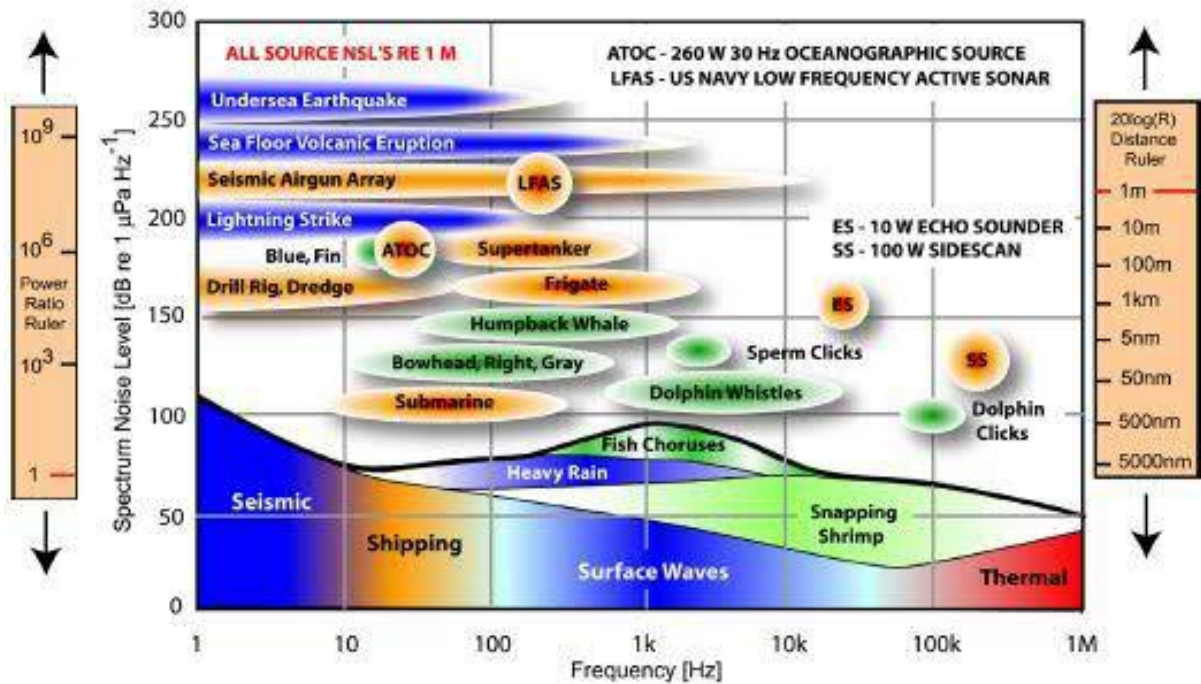 300
ALL SOURCE NSL'S RE 1 M
ATOC - 260 W 30 Hz OCEANOGRAPHIC SOURCE
LFAS - US NAVY LOW FREQUENCY ACTIVE SONAR
Undersea Earthquake
250
Sea Floor Volcanic Eruption
Seismic Airgun Array
LFAS
Lightning Strike
200
ES - 10 W ECHO SOUNDER
SS - 100 W SIDESCAN
Blue, Fin
ATOC
Supertanker
Drill Rig, Dredge
Frigate
ES
150
Humpback Whale
Sperm Clicks
SS
Bowhead, Right, Gray
Dolphin Whistles
Submarine
Dolphin
Clicks
100
Fish Choruses
Heavy Rain
Seismic
50
Snapping
Shrimp
Shipping
Surface Waves
Thermal
0
1
10
100
1k
10k
100k
1M
Frequency [Hz]
Spectrum Noise Level [dB re 1 µPa Hz-1]
10⁹
10⁶
Power
Ratio
Ruler
10³
1
20log(R)
Distance
Ruler
1m
10m
100m
1km
5nm
50nm
500nm
5000nm